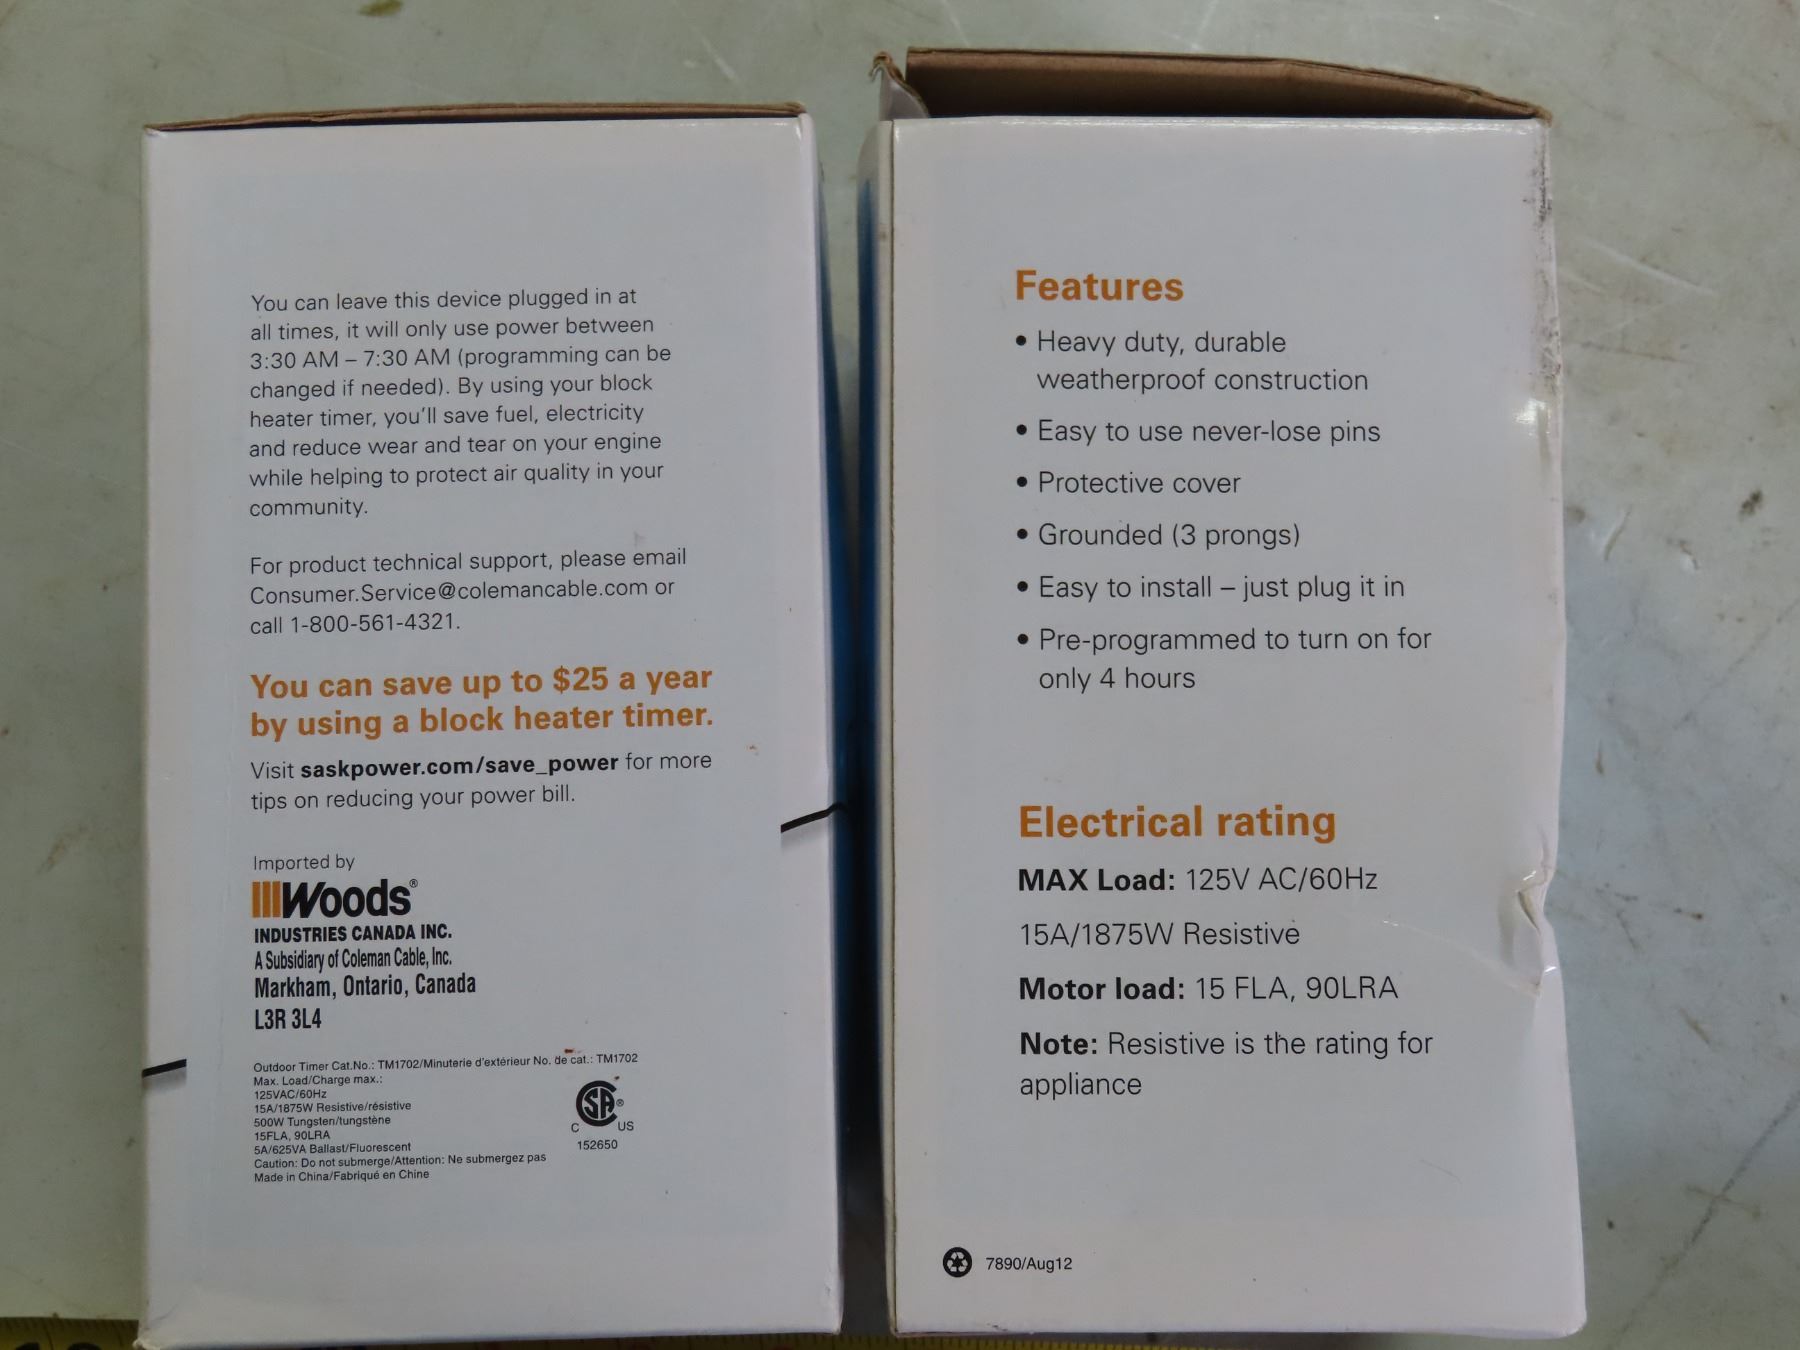 You can leave this device plugged in at
all times, it will only use power between
3:30 AM – 7:30 AM (programming can be
changed if needed). By using your block
heater timer, you'll save fuel, electricity
and reduce wear and tear on your engine
while helping to protect air quality in your
community.
For product technical support, please email
Consumer.Service@colemancable.com or
call 1-800-561-4321.
You can save up to $25 a year
by using a block heater timer.
Visit saskpower.com/save_power for more
tips on reducing your power bill.
Imported by
Woods®
INDUSTRIES CANADA INC.
A Subsidiary of Coleman Cable, Inc.
Markham, Ontario, Canada
L3R 3L4
Outdoor Timer Cat.No.: TM1702/Minuterie d'extérieur No. de cat.: TM1702
Max. Load/Charge max.:
125VAC/60Hz
15A/1875W Resistive/résistive
500W Tungsten/tungstène
15FLA, 90LRA
5A/625VA Ballast/Fluorescent
Caution: Do not submerge/Attention: Ne submergez pas
Made in China/Fabriqué en Chine
SA®
C US
152650
Features
• Heavy duty, durable
weatherproof construction
• Easy to use never-lose pins
• Protective cover
• Grounded (3 prongs)
• Easy to install – just plug it in
• Pre-programmed to turn on for
only 4 hours
Electrical rating
MAX Load: 125V AC/60Hz
15A/1875W Resistive
Motor load: 15 FLA, 90LRA
Note: Resistive is the rating for
appliance
7890/Aug12